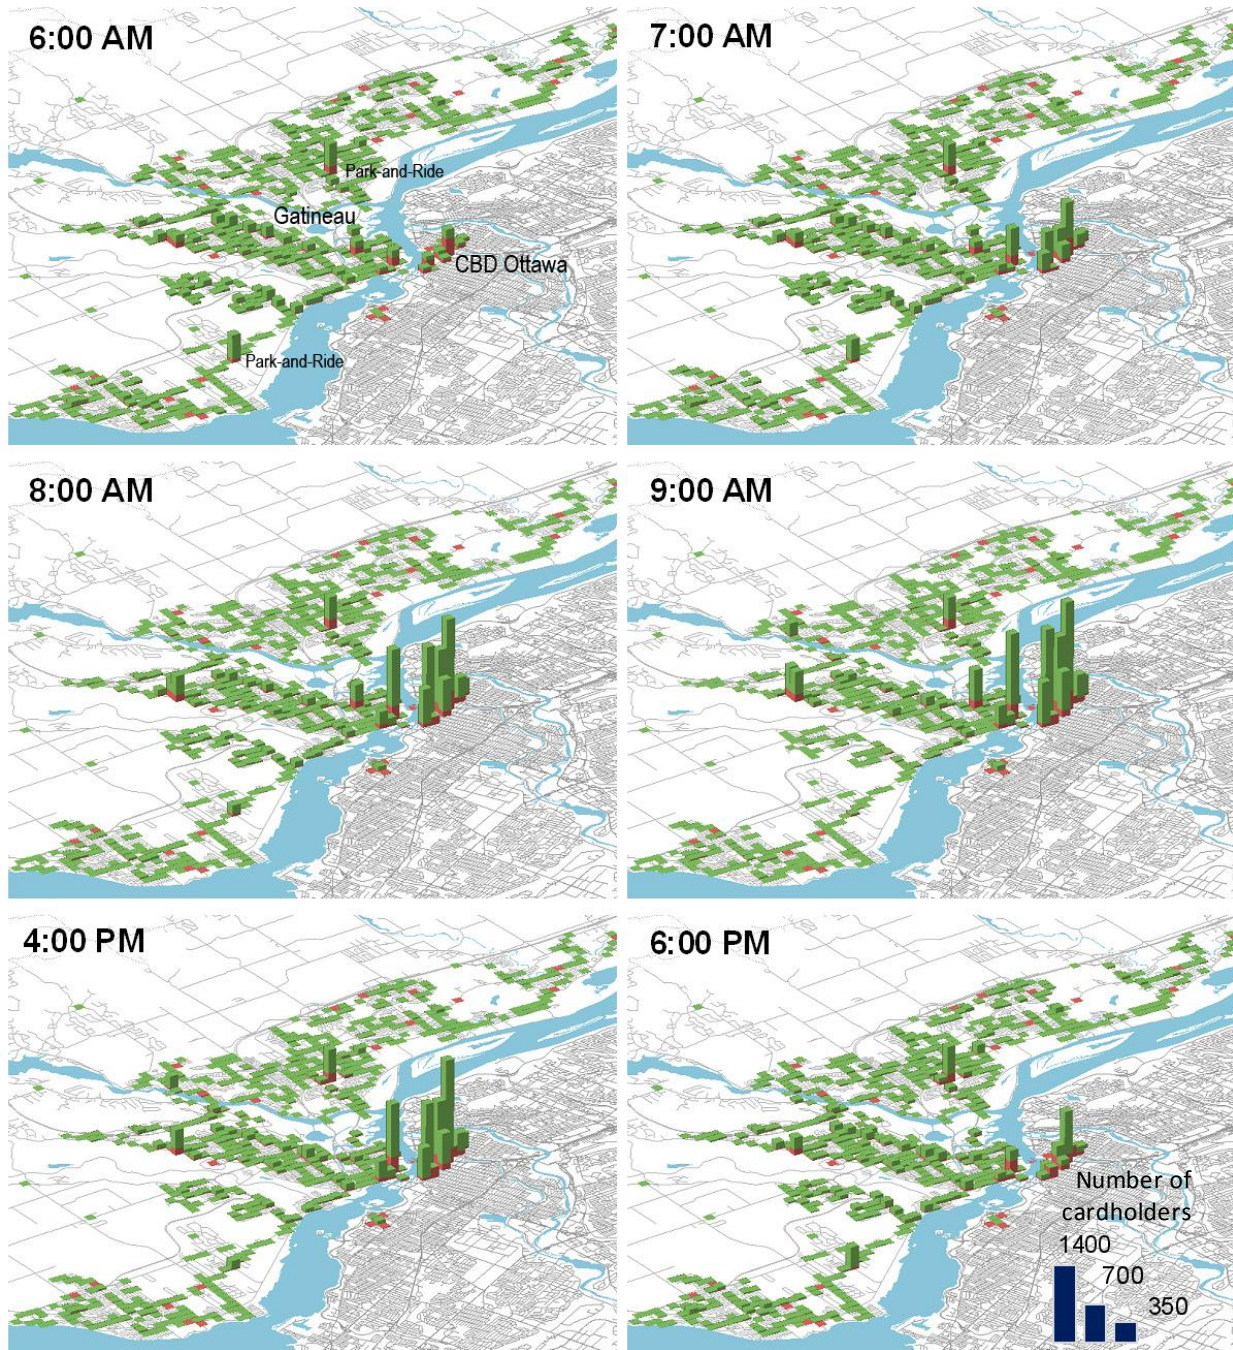 6:00 AM
7:00 AM
Park-and-Ride
Gatineau
CBD Ottawa
Park-and-Ride
8:00 AM
9:00 AM
4:00 PM
6:00 PM
Number of
cardholders
1400
700
350